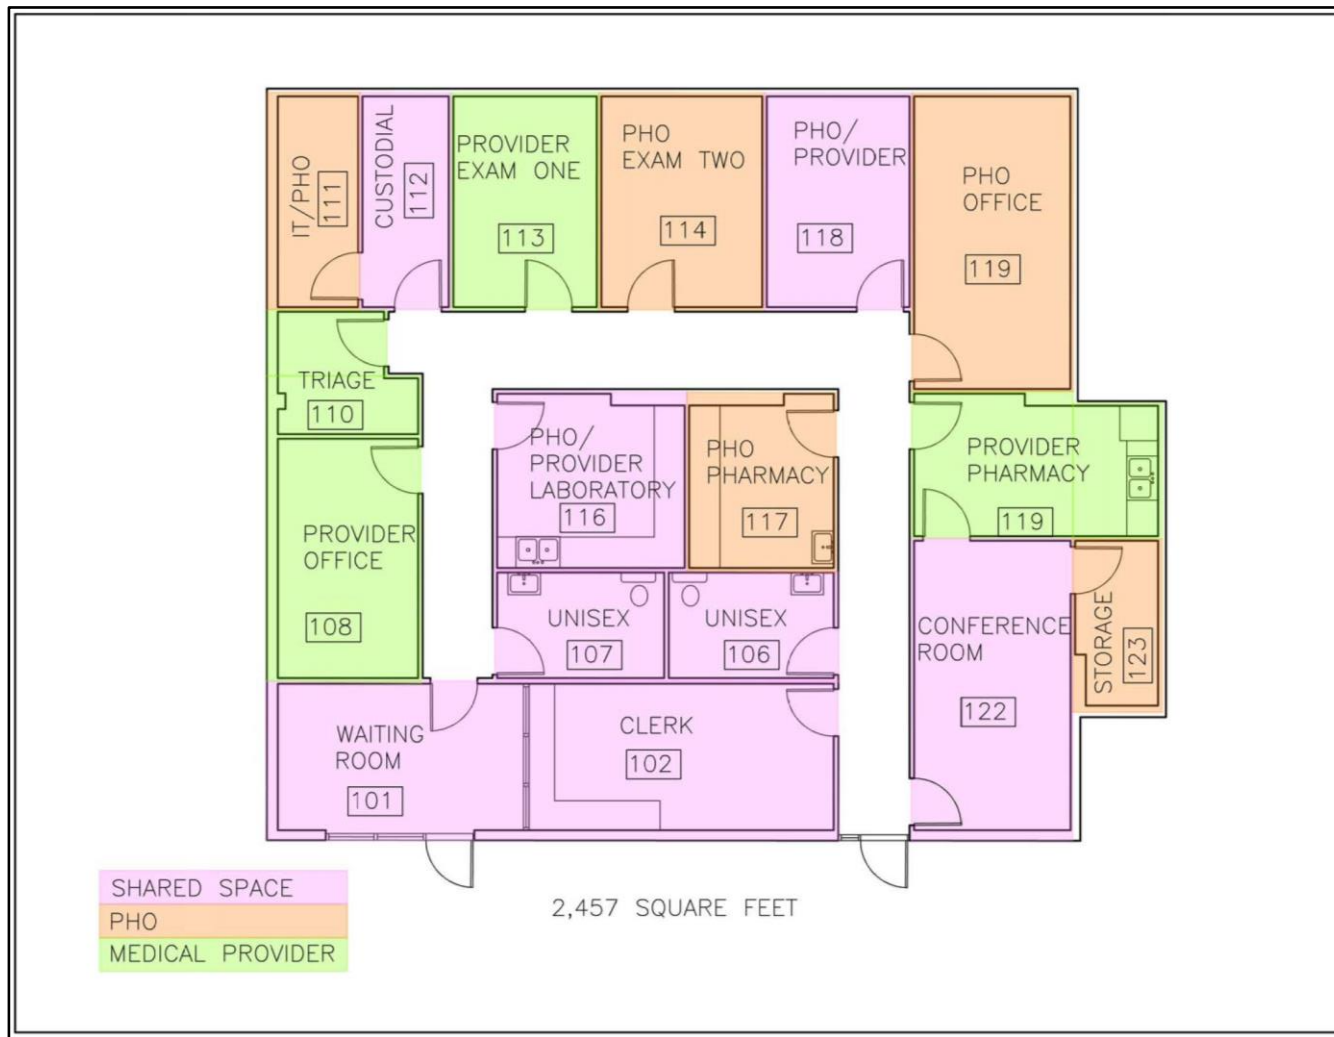 IT/PHO
111
CUSTODIAL
112
PROVIDER
EXAM ONE
113
PHO
EXAM TWO
114
PHO/
PROVIDER
118
PHO
OFFICE
119
TRIAGE
110
PHO/
PROVIDER
LABORATORY
116
PHO
PHARMACY
117
PROVIDER
PHARMACY
119
PROVIDER
OFFICE
108
UNISEX
107
UNISEX
106
CONFERENCE
ROOM
122
STORAGE
123
WAITING
ROOM
101
CLERK
102
SHARED SPACE
PHO
MEDICAL PROVIDER
2,457 SQUARE FEET